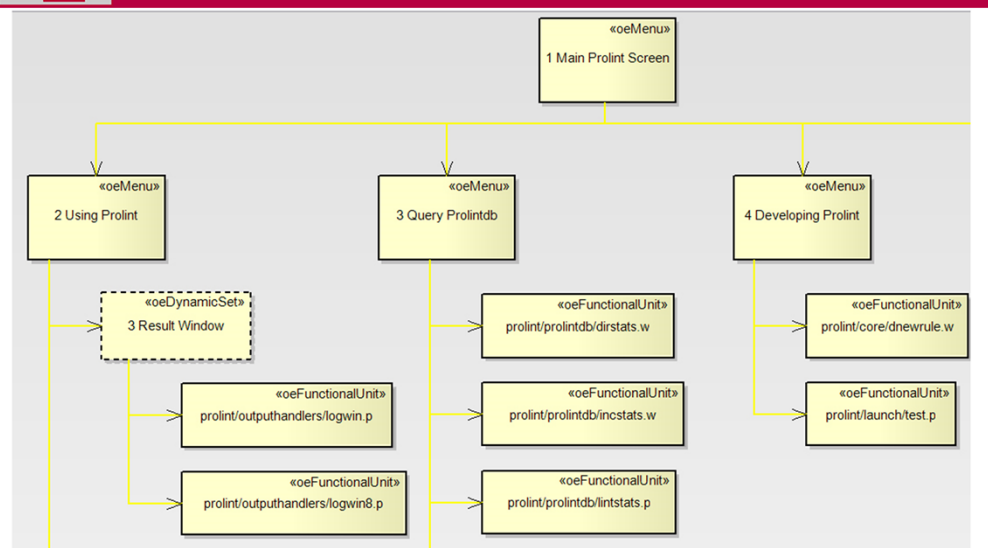 «oeMenu»
1 Main Prolint Screen
«oeMenu»
2 Using Prolint
«oeMenu»
3 Query Prolintdb
«oeMenu»
4 Developing Prolint
«oeDynamicSet»
3 Result Window
«oeFunctionalUnit»
prolint/outputhandlers/logwin.p
«oeFunctionalUnit»
prolint/outputhandlers/logwin8.p
«oeFunctionalUnit»
prolint/prolintdb/dirstats.w
«oeFunctionalUnit»
prolint/prolintdb/incstats.w
«oeFunctionalUnit»
prolint/prolintdb/lintstats.p
«oeFunctionalUnit»
prolint/core/dnewrule.w
«oeFunctionalUnit»
prolint/launch/test.p